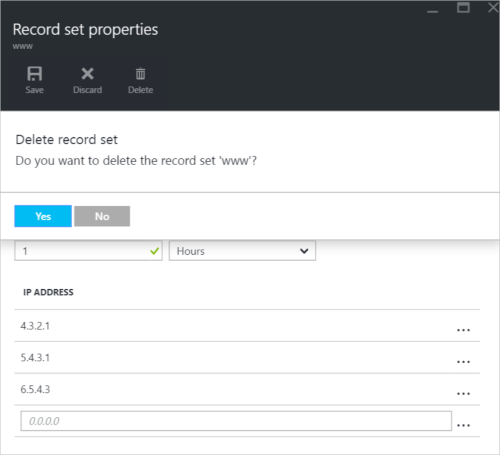 Record set properties
www
Save Discard Delete
Delete record set
Do you want to delete the record set 'www'?
Yes No
1 Hours
IP ADDRESS
4.3.2.1 ...
5.4.3.1 ...
6.5.4.3 ...
0.0.0.0 ...